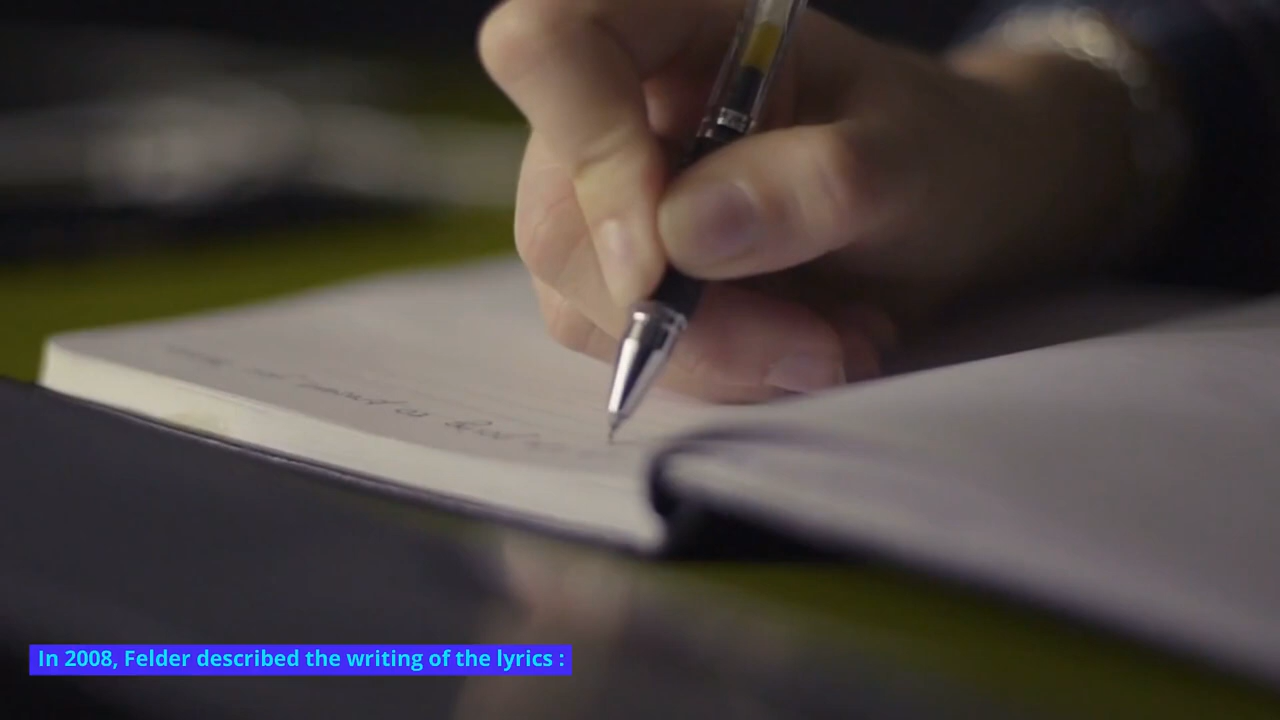 In 2008, Felder described the writing of the lyrics :